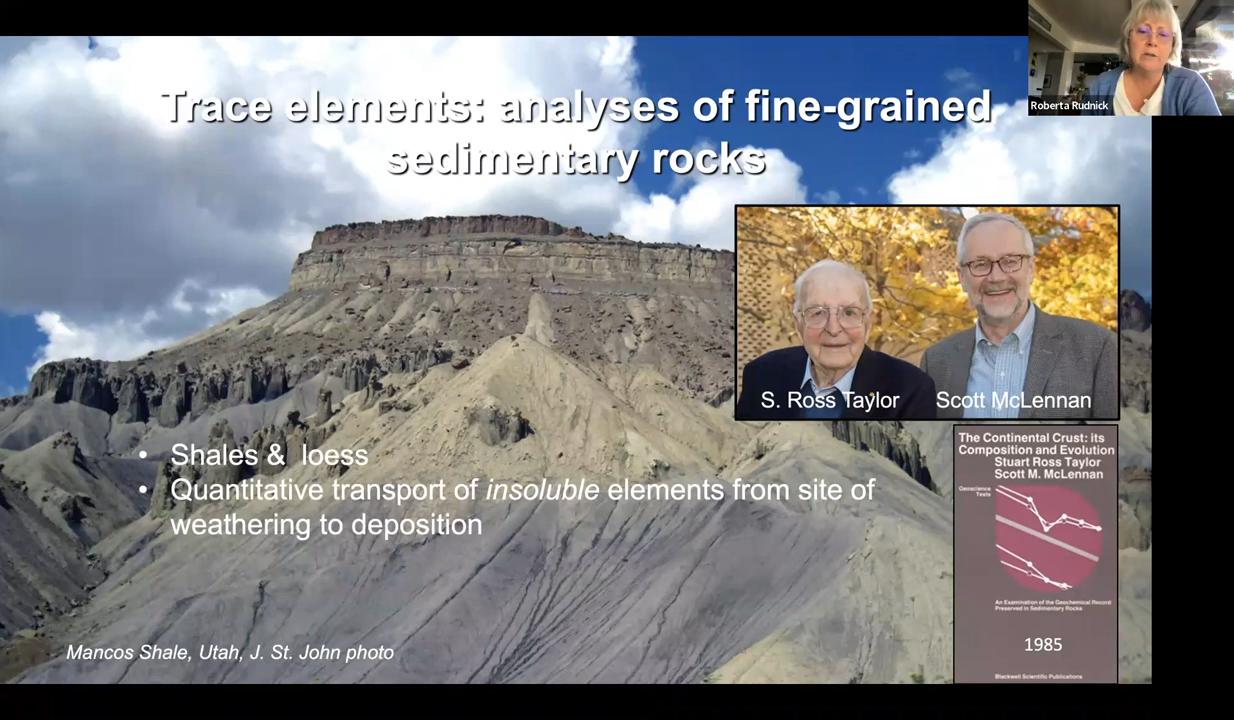 Roberta Rudnick
Trace elements: analyses of fine-grained
sedimentary rocks
S. Ross Taylor
Scott McLennan
• Shales & loess
• Quantitative transport of insoluble elements from site of
weathering to deposition
The Continental Crust: its
Composition and Evolution
Stuart Ross Taylor
Scott M. McLennan
Geoscience
Texts
An Examination of the Geochemical Record
Preserved in Sedimentary Rocks
1985
Blackwell Scientific Publications
Mancos Shale, Utah, J. St. John photo